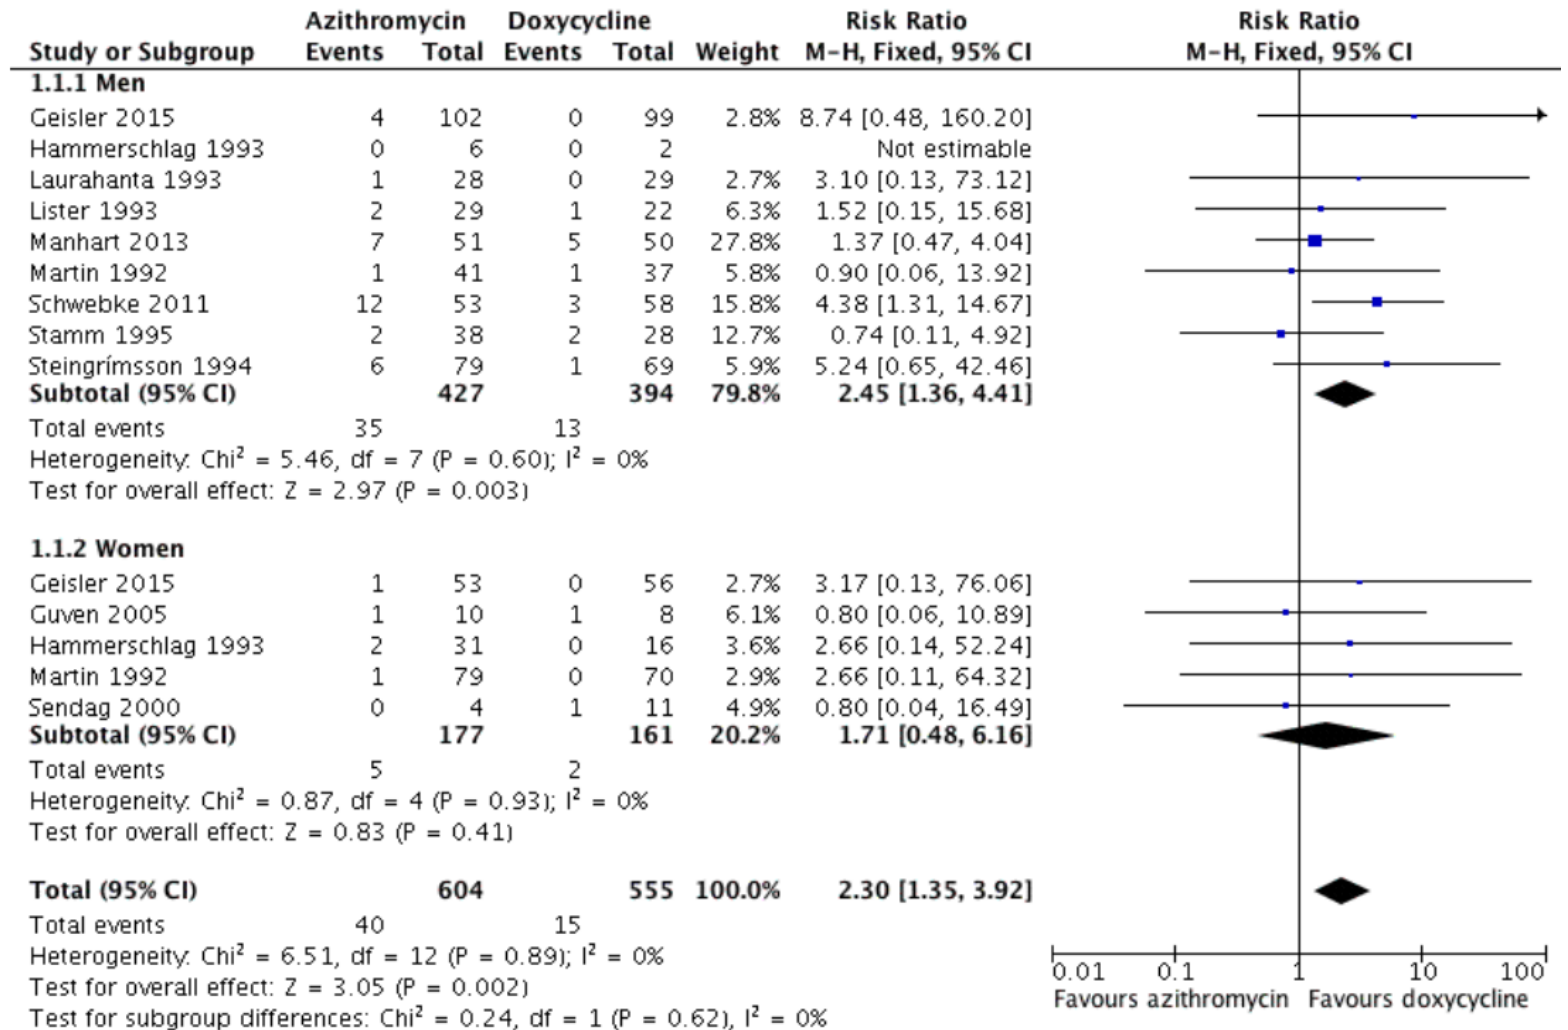 Azithromycin Doxycycline Risk Ratio Risk Ratio
Study or Subgroup Events Total Events Total Weight M-H, Fixed, 95% CI M-H, Fixed, 95% CI
1.1.1 Men
Geisler 2015 4 102 0 99 2.8% 8.74 [0.48, 160.20]
Hammerschlag 1993 0 6 0 2 Not estimable
Laurahanta 1993 1 28 0 29 2.7% 3.10 [0.13, 73.12]
Lister 1993 2 29 1 22 6.3% 1.52 [0.15, 15.68]
Manhart 2013 7 51 5 50 27.8% 1.37 [0.47, 4.04]
Martin 1992 1 41 1 37 5.8% 0.90 [0.06, 13.92]
Schwebke 2011 12 53 3 58 15.8% 4.38 [1.31, 14.67]
Stamm 1995 2 38 2 28 12.7% 0.74 [0.11, 4.92]
Steingrímsson 1994 6 79 1 69 5.9% 5.24 [0.65, 42.46]
Subtotal (95% CI) 427 394 79.8% 2.45 [1.36, 4.41]
Total events 35 13
Heterogeneity: Chi² = 5.46, df = 7 (P = 0.60); I² = 0%
Test for overall effect: Z = 2.97 (P = 0.003)
1.1.2 Women
Geisler 2015 1 53 0 56 2.7% 3.17 [0.13, 76.06]
Guven 2005 1 10 1 8 6.1% 0.80 [0.06, 10.89]
Hammerschlag 1993 2 31 0 16 3.6% 2.66 [0.14, 52.24]
Martin 1992 1 79 0 70 2.9% 2.66 [0.11, 64.32]
Sendag 2000 0 4 1 11 4.9% 0.80 [0.04, 16.49]
Subtotal (95% CI) 177 161 20.2% 1.71 [0.48, 6.16]
Total events 5 2
Heterogeneity: Chi² = 0.87, df = 4 (P = 0.93); I² = 0%
Test for overall effect: Z = 0.83 (P = 0.41)
Total (95% CI) 604 555 100.0% 2.30 [1.35, 3.92]
Total events 40 15
Heterogeneity: Chi² = 6.51, df = 12 (P = 0.89); I² = 0%
Test for overall effect: Z = 3.05 (P = 0.002)
Test for subgroup differences: Chi² = 0.24, df = 1 (P = 0.62), I² = 0%
0.01 0.1 1 10 100
Favours azithromycin Favours doxycycline